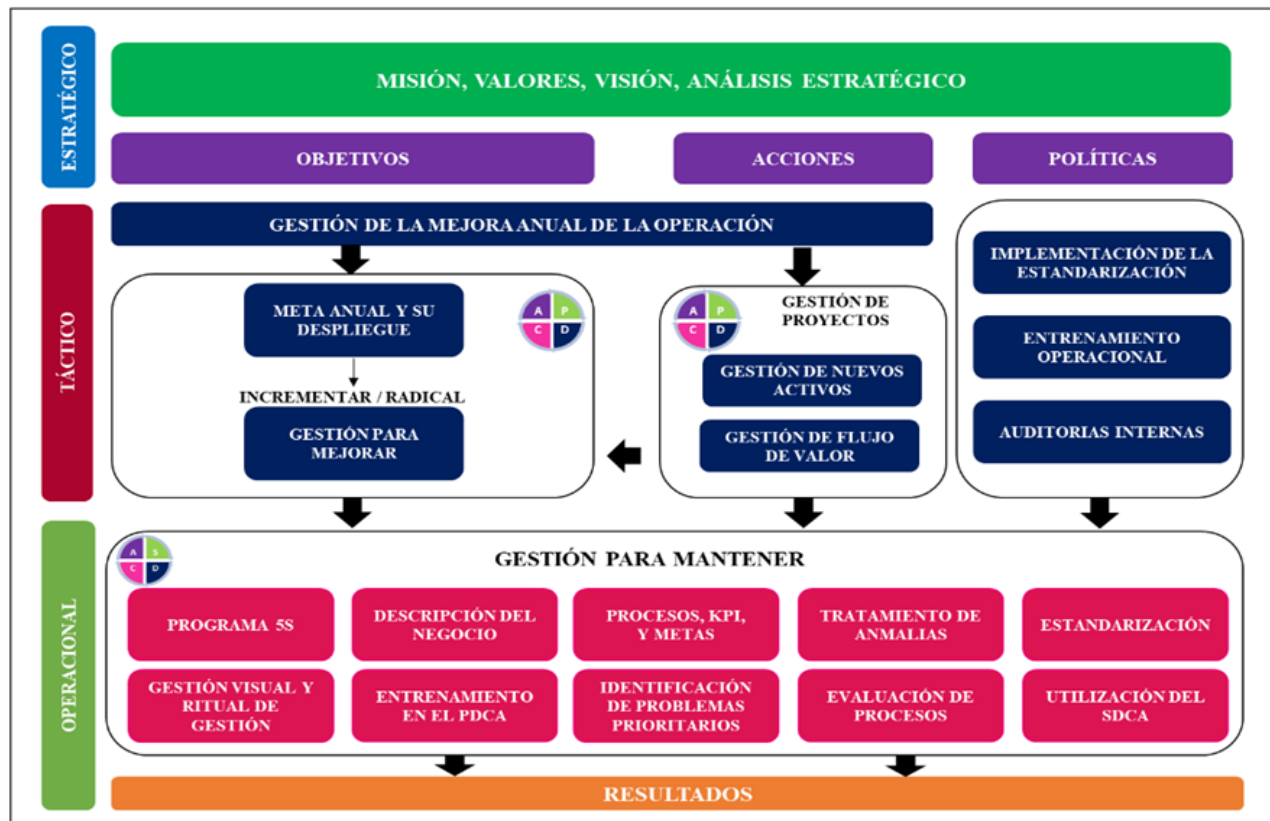 ESTRATÉGICO
MISIÓN, VALORES, VISIÓN, ANÁLISIS ESTRATÉGICO
OBJETIVOS
ACCIONES
POLÍTICAS
TÁCTICO
GESTIÓN DE LA MEJORA ANUAL DE LA OPERACIÓN
META ANUAL Y SU
DESPLIEGUE
A P
C D
INCREMENTAR / RADICAL
GESTIÓN PARA
MEJORAR
A P
C D
GESTIÓN DE
PROYECTOS
GESTIÓN DE NUEVOS
ACTIVOS
GESTIÓN DE FLUJO
DE VALOR
IMPLEMENTACIÓN DE LA
ESTANDARIZACIÓN
ENTRENAMIENTO
OPERACIONAL
AUDITORIAS INTERNAS
OPERACIONAL
A S
C D
GESTIÓN PARA MANTENER
PROGRAMA 5S
DESCRIPCIÓN DEL
NEGOCIO
PROCESOS, KPI,
Y METAS
TRATAMIENTO DE
ANMALIAS
ESTANDARIZACIÓN
GESTIÓN VISUAL Y
RITUAL DE
GESTIÓN
ENTRENAMIENTO
EN EL PDCA
IDENTIFICACIÓN
DE PROBLEMAS
PRIORITARIOS
EVALUACIÓN DE
PROCESOS
UTILIZACIÓN DEL
SDCA
RESULTADOS